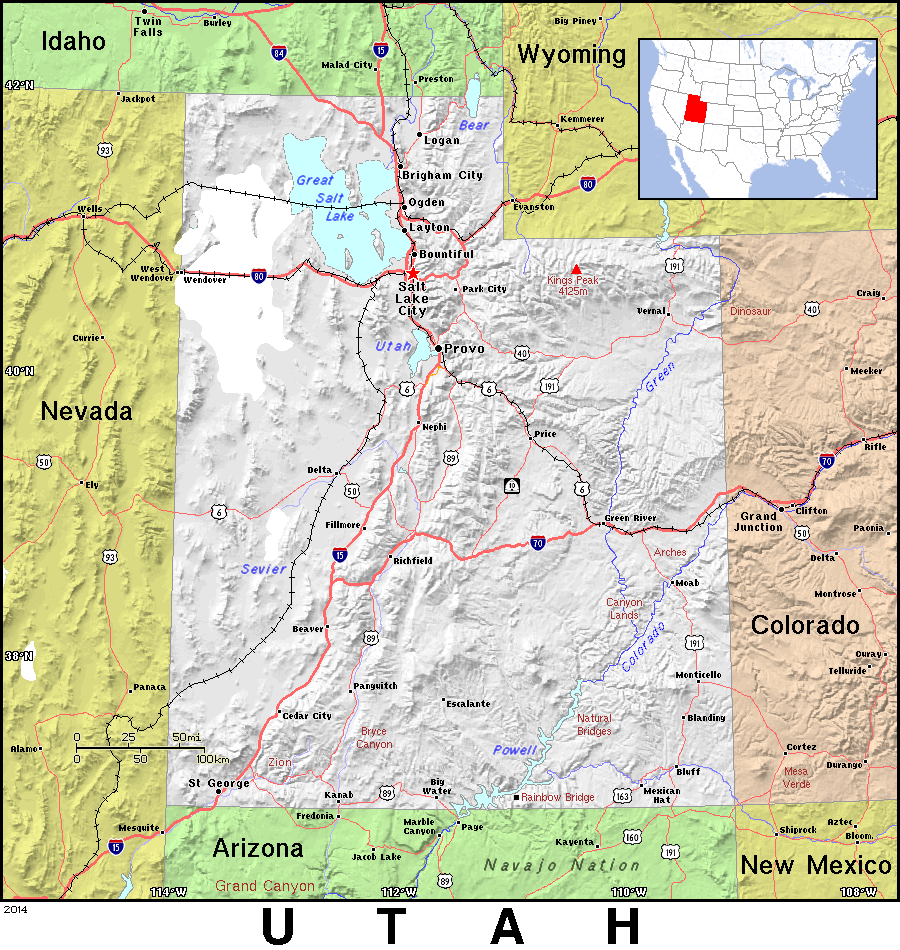 Idaho
Twin
Falls
Burley
84
15
Malad City
Preston
Big Piney
Wyoming
42°N
Jackpot
93
Bear
Logan
Kemmerer
Brigham City
80
Great
Salt
Lake
Ogden
Evanston
Wells
Layton
Bountiful
West
Wendover
Wendover
80
Salt
Lake
City
Park City
Kings Peak
4125m
191
Vernal
Dinosaur
40
Craig
Currie
Utah
Provo
40
40°N
6
6
191
Green
Meeker
Nevada
Nephi
Price
70
Rifle
50
Ely
Delta
50
89
10
6
6
Fillmore
Green River
Grand
Junction
Clifton
50
Paonia
93
15
70
Richfield
Arches
Delta
Sevier
Moab
Montrose
Canyon
Lands
Colorado
Colorado
Beaver
89
191
38°N
Ouray
Telluride
Panaca
Panguitch
Monticello
Escalante
Cedar City
Natural
Bridges
Blanding
Bryce
Canyon
Alamo
0 25 50mi
0 50 100km
Zion
Powell
Cortez
Mesa
Verde
Durango
St George
Bluff
Kanab
89
Big
Water
Rainbow Bridge
163
Mexican
Hat
Fredonia
Mesquite
Marble
Canyon
Page
15
Arizona
Jacob Lake
Kayenta
160
191
Aztec
Shiprock
Bloom.
Navajo Nation
New Mexico
Grand Canyon
89
114°W
112°W
110°W
108°W
2014
UTAH